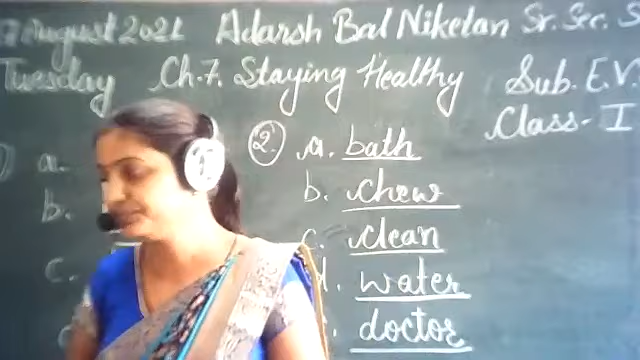 August 2021 Adarsh Bal Niketan Sr. Sec. S
Tuesday Ch.7. Staying Healthy Sub. E.V
Class- I
a. 2. a. bath
b. b. chew
c. c. clean
d. water
doctor